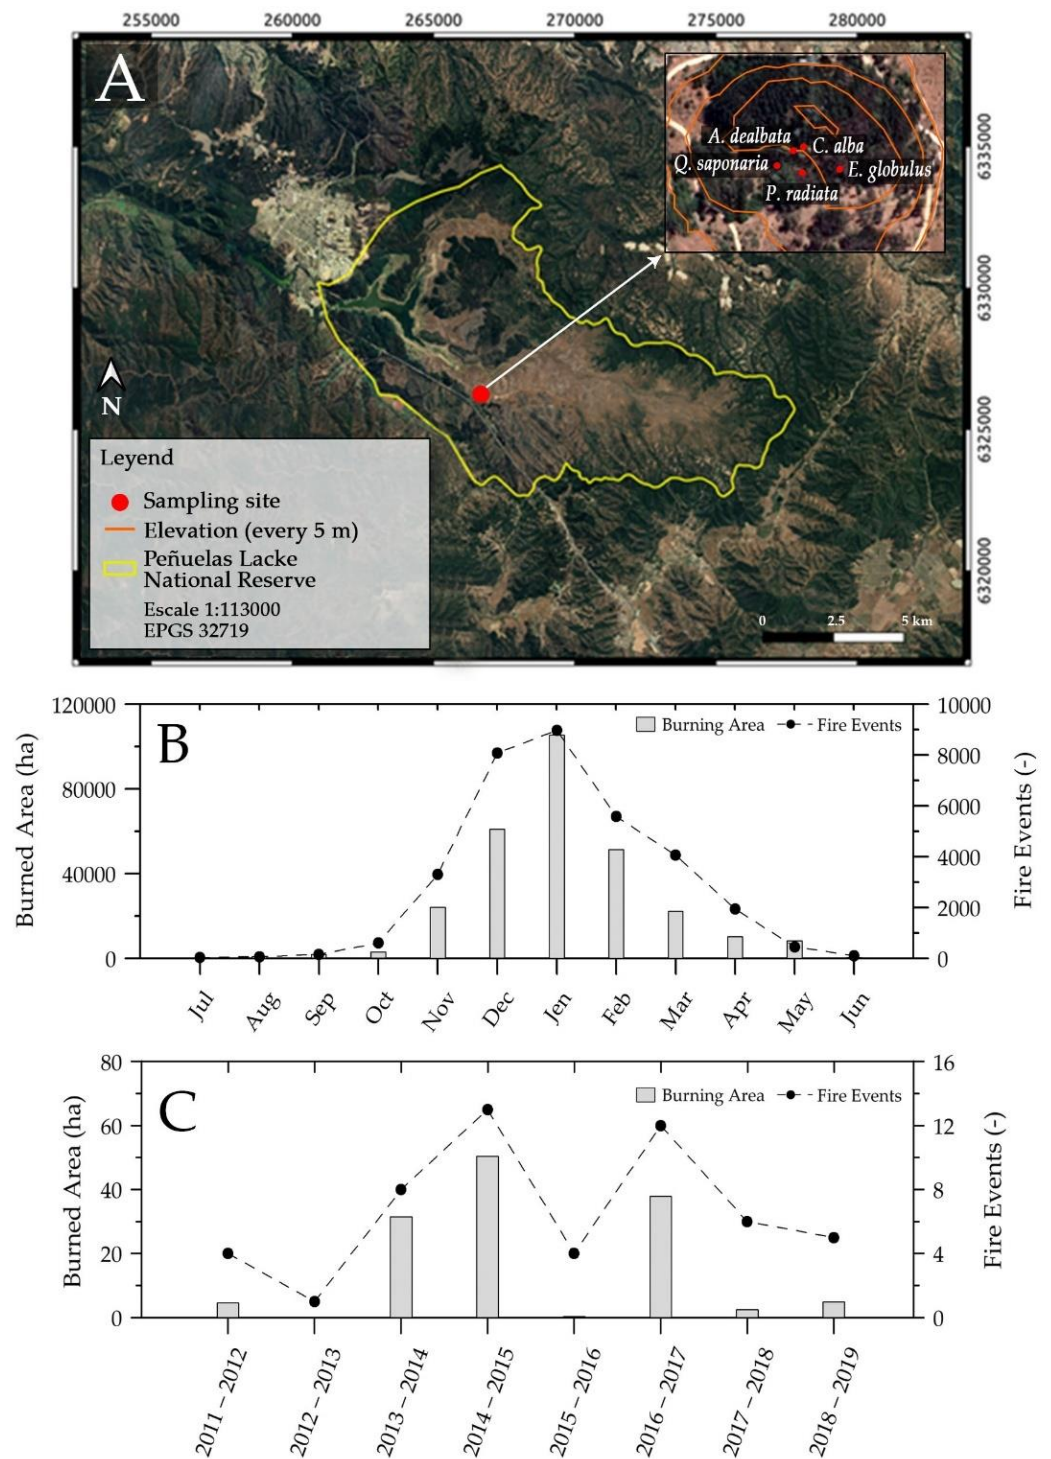 255000 260000 265000 270000 275000 280000
A
A. dealbata
C. alba
Q. saponaria
E. globulus
P. radiata
6335000
6330000
6325000
6320000
N
Leyend
Sampling site
Elevation (every 5 m)
Peñuelas Lacke
National Reserve
Escale 1:113000
EPGS 32719
0 2.5 5 km
B
Burned Area (ha)
120000
80000
40000
0
Burning Area Fire Events
10000
8000
6000
4000
2000
0
Fire Events (-)
Jul Aug Sep Oct Nov Dec Jen Feb Mar Apr May Jun
C
Burned Area (ha)
80
60
40
20
0
Burning Area Fire Events
16
12
8
4
0
Fire Events (-)
2011 – 2012 2012 – 2013 2013 – 2014 2014 – 2015 2015 – 2016 2016 – 2017 2017 – 2018 2018 – 2019